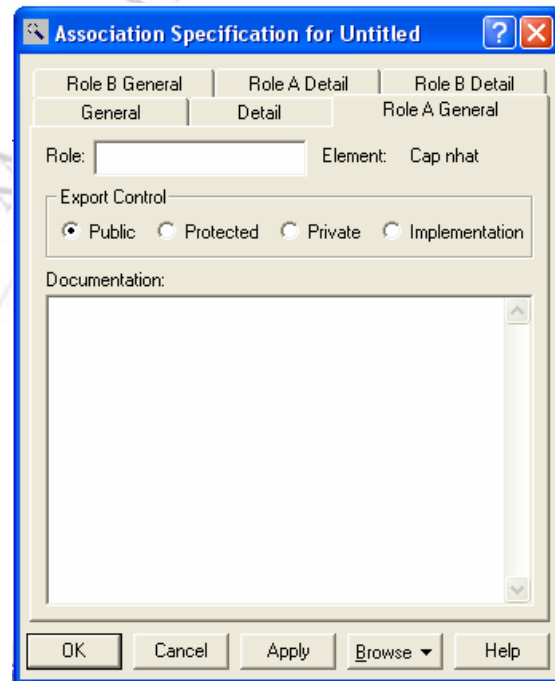 Association Specification for Untitled
Role B General Role A Detail Role B Detail
General Detail Role A General
Role: Element: Cap nhat
Export Control
Public Protected Private Implementation
Documentation:
OK Cancel Apply Browse Help